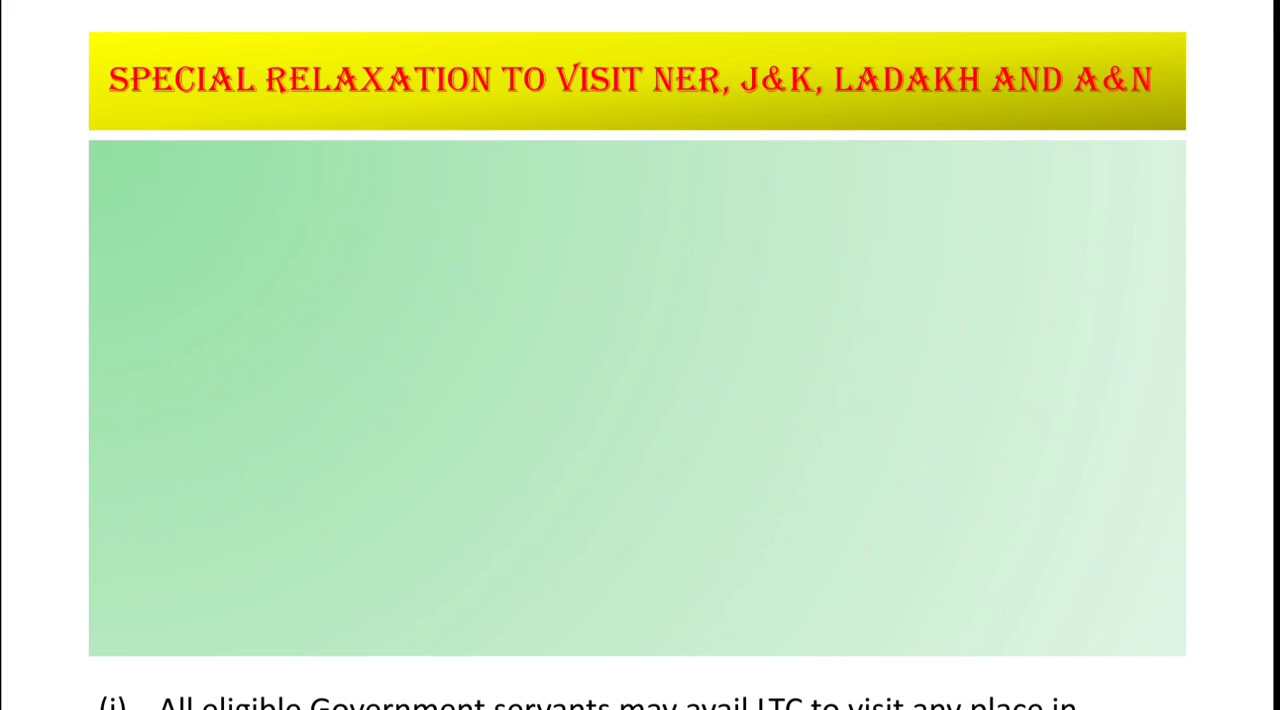 SPECIAL RELAXATION TO VISIT NER, J&K, LADAKH AND A&N
(i) All eligible Government servants may avail LTC to visit any place in